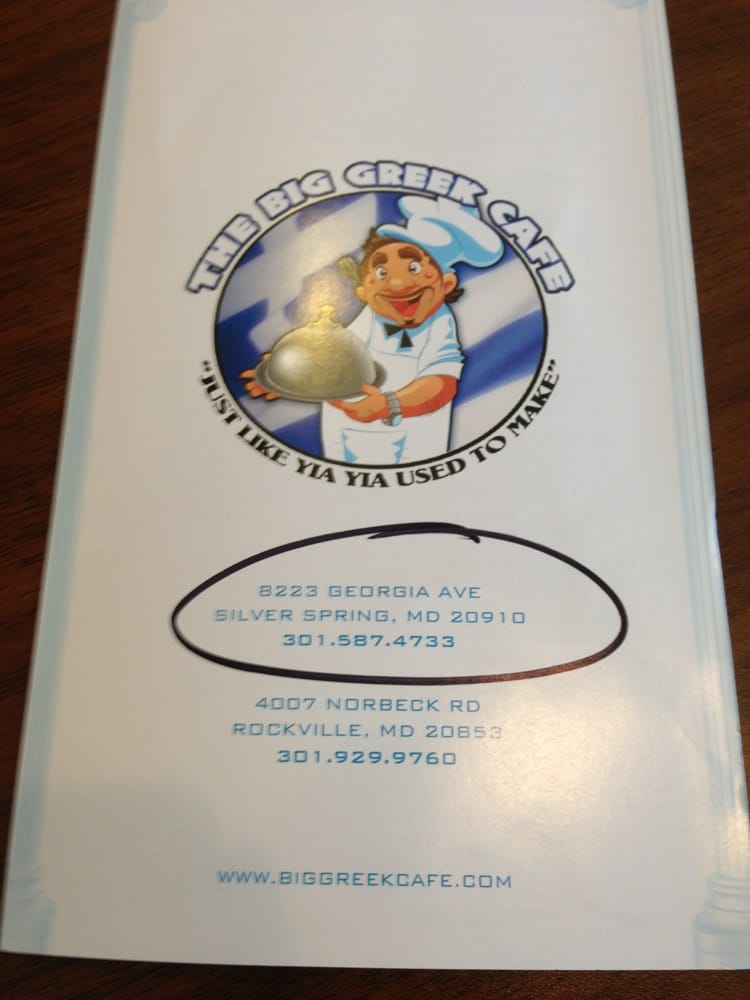 THE BIG GREEK CAFE
"JUST LIKE YIA YIA USED TO MAKE"
8223 GEORGIA AVE
SILVER SPRING, MD 20910
301.587.4733
4007 NORBECK RD
ROCKVILLE, MD 20853
301.929.9760
WWW.BIGGREEKCAFE.COM